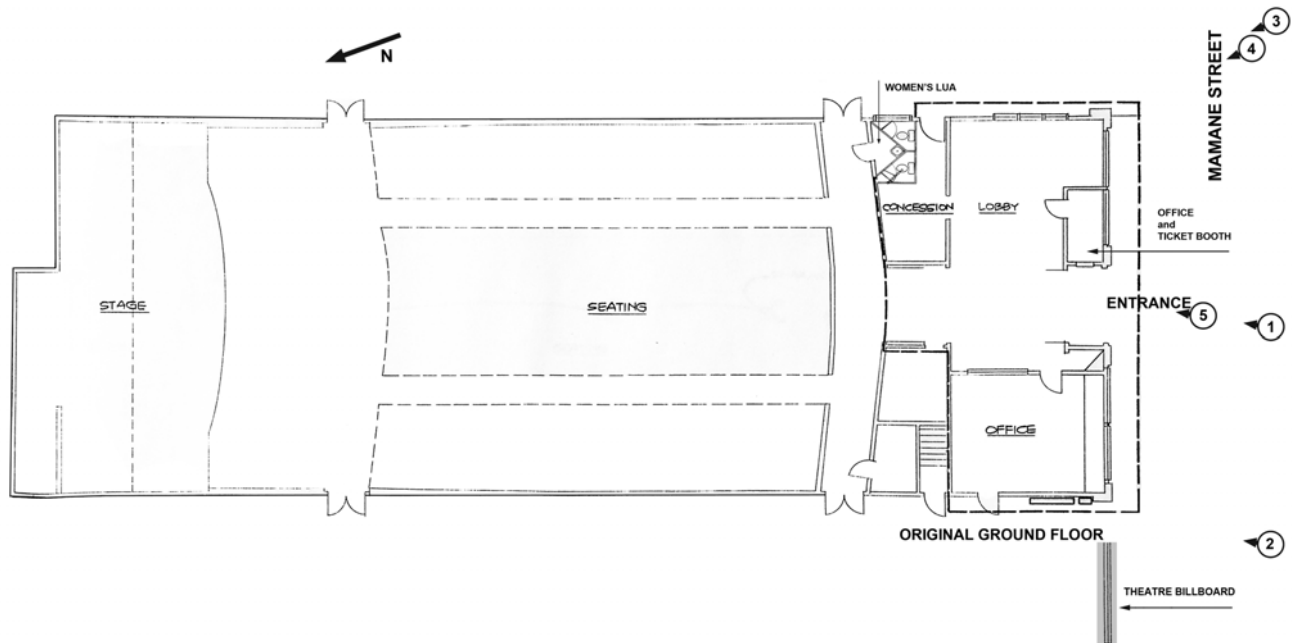 3
4
MAMANE STREET
N
WOMEN'S LUA
CONCESSION
LOBBY
OFFICE
and
TICKET BOOTH
STAGE
SEATING
ENTRANCE
5
1
OFFICE
ORIGINAL GROUND FLOOR
2
THEATRE BILLBOARD